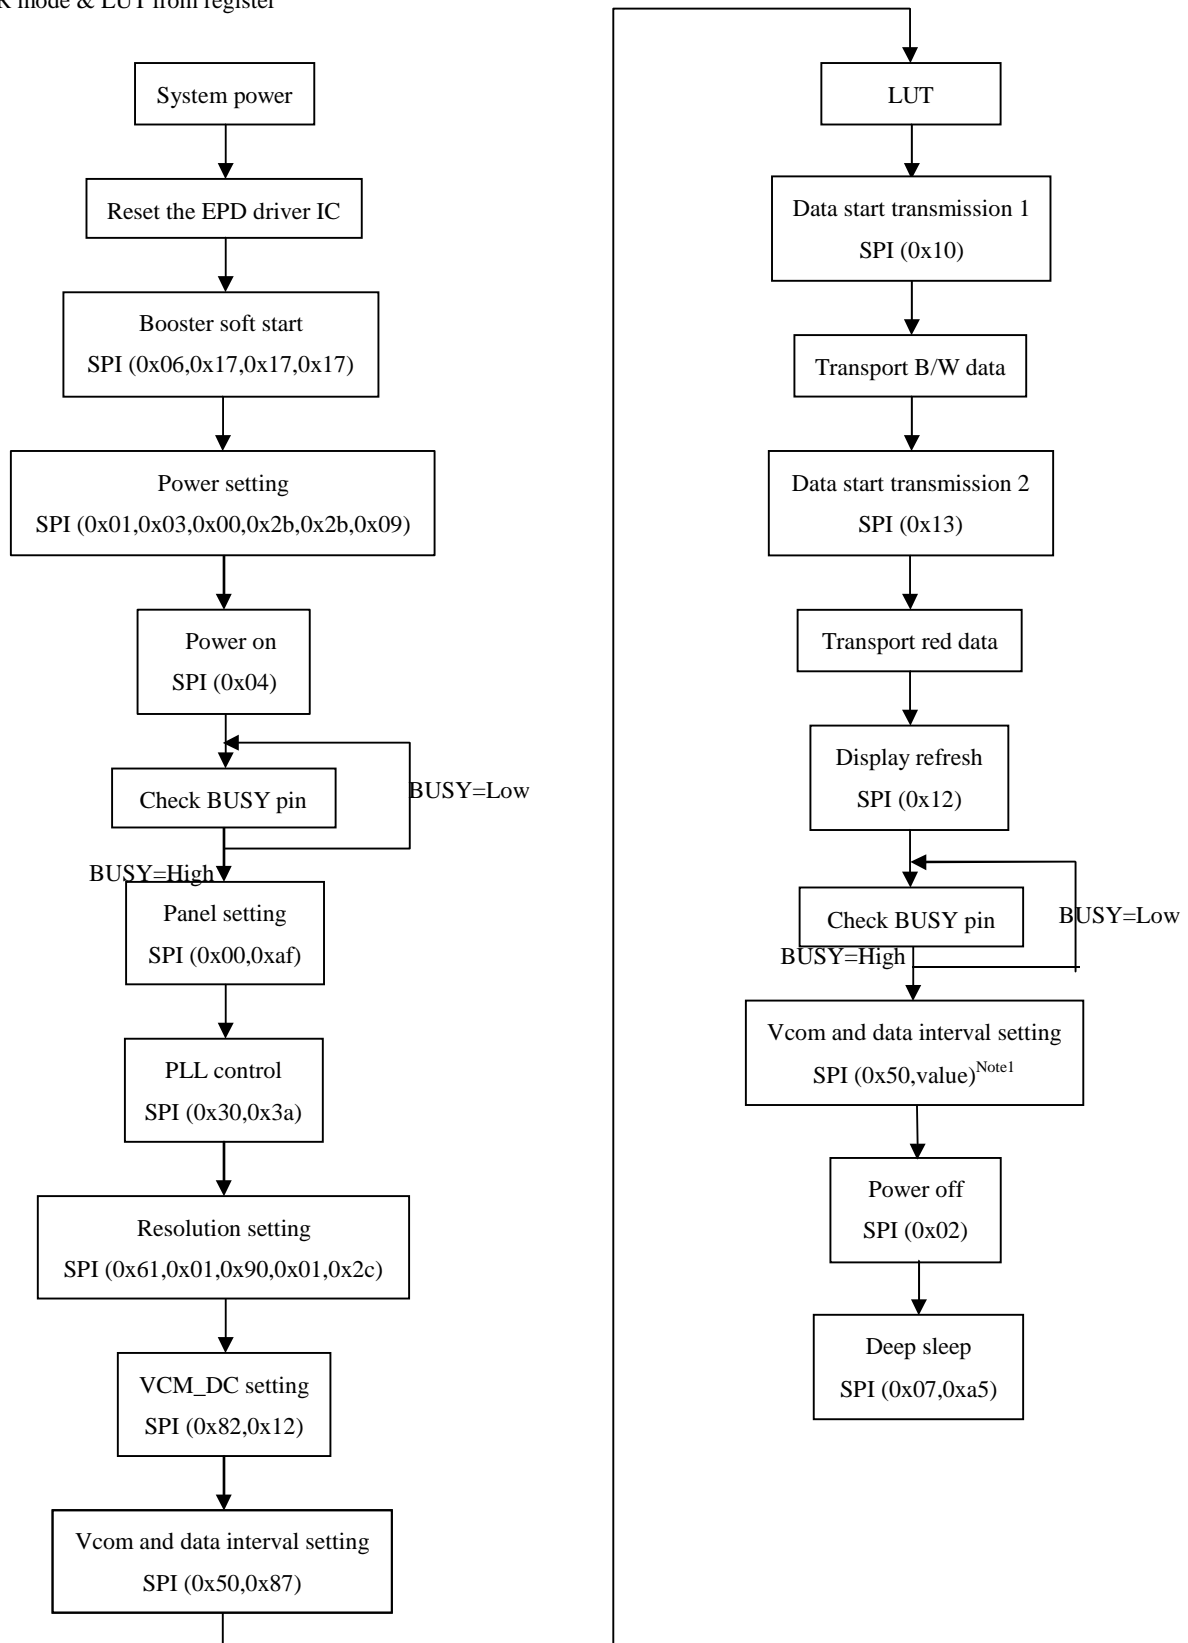 mode & LUT from register
System power
Reset the EPD driver IC
Booster soft start
SPI (0x06,0x17,0x17,0x17)
Power setting
SPI (0x01,0x03,0x00,0x2b,0x2b,0x09)
Power on
SPI (0x04)
Check BUSY pin
BUSY=Low
BUSY=High
Panel setting
SPI (0x00,0xaf)
PLL control
SPI (0x30,0x3a)
Resolution setting
SPI (0x61,0x01,0x90,0x01,0x2c)
VCM_DC setting
SPI (0x82,0x12)
Vcom and data interval setting
SPI (0x50,0x87)
LUT
Data start transmission 1
SPI (0x10)
Transport B/W data
Data start transmission 2
SPI (0x13)
Transport red data
Display refresh
SPI (0x12)
Check BUSY pin
BUSY=Low
BUSY=High
Vcom and data interval setting
SPI (0x50,value)Note1
Power off
SPI (0x02)
Deep sleep
SPI (0x07,0xa5)